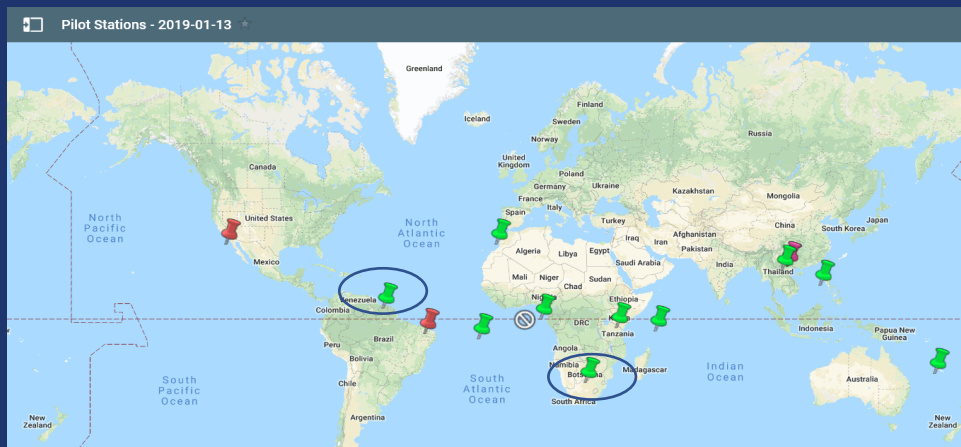 Pilot Stations - 2019-01-13
Greenland
Iceland
Finland
Sweden
Norway
Russia
United
Kingdom
Canada
Poland
Germany
Ukraine
France
Kazakhstan
Mongolia
Spain
Italy
North
Pacific
Ocean
United States
North
Atlantic
Ocean
Turkey
China
Japan
South Korea
Iraq
Iran
Afghanistan
Pakistan
Algeria
Libya
Egypt
Mexico
Saudi Arabia
India
Thailand
Mali
Niger
Chad
Sudan
Venezuela
Ethiopia
Colombia
DRC
Tanzania
Indonesia
Papua New
Guinea
Peru
Brazil
Angola
Bolivia
Namibia
Madagascar
Indian
Ocean
South
Pacific
Ocean
South
Atlantic
Ocean
Chile
Australia
South Africa
Argentina
New
Zealand
New
Zealand